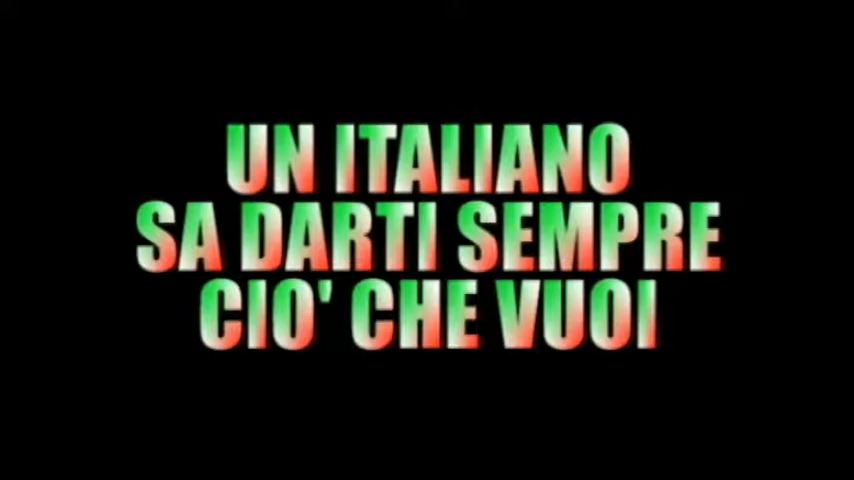 UN ITALIANO
SA DARTI SEMPRE
CIO' CHE VUOI